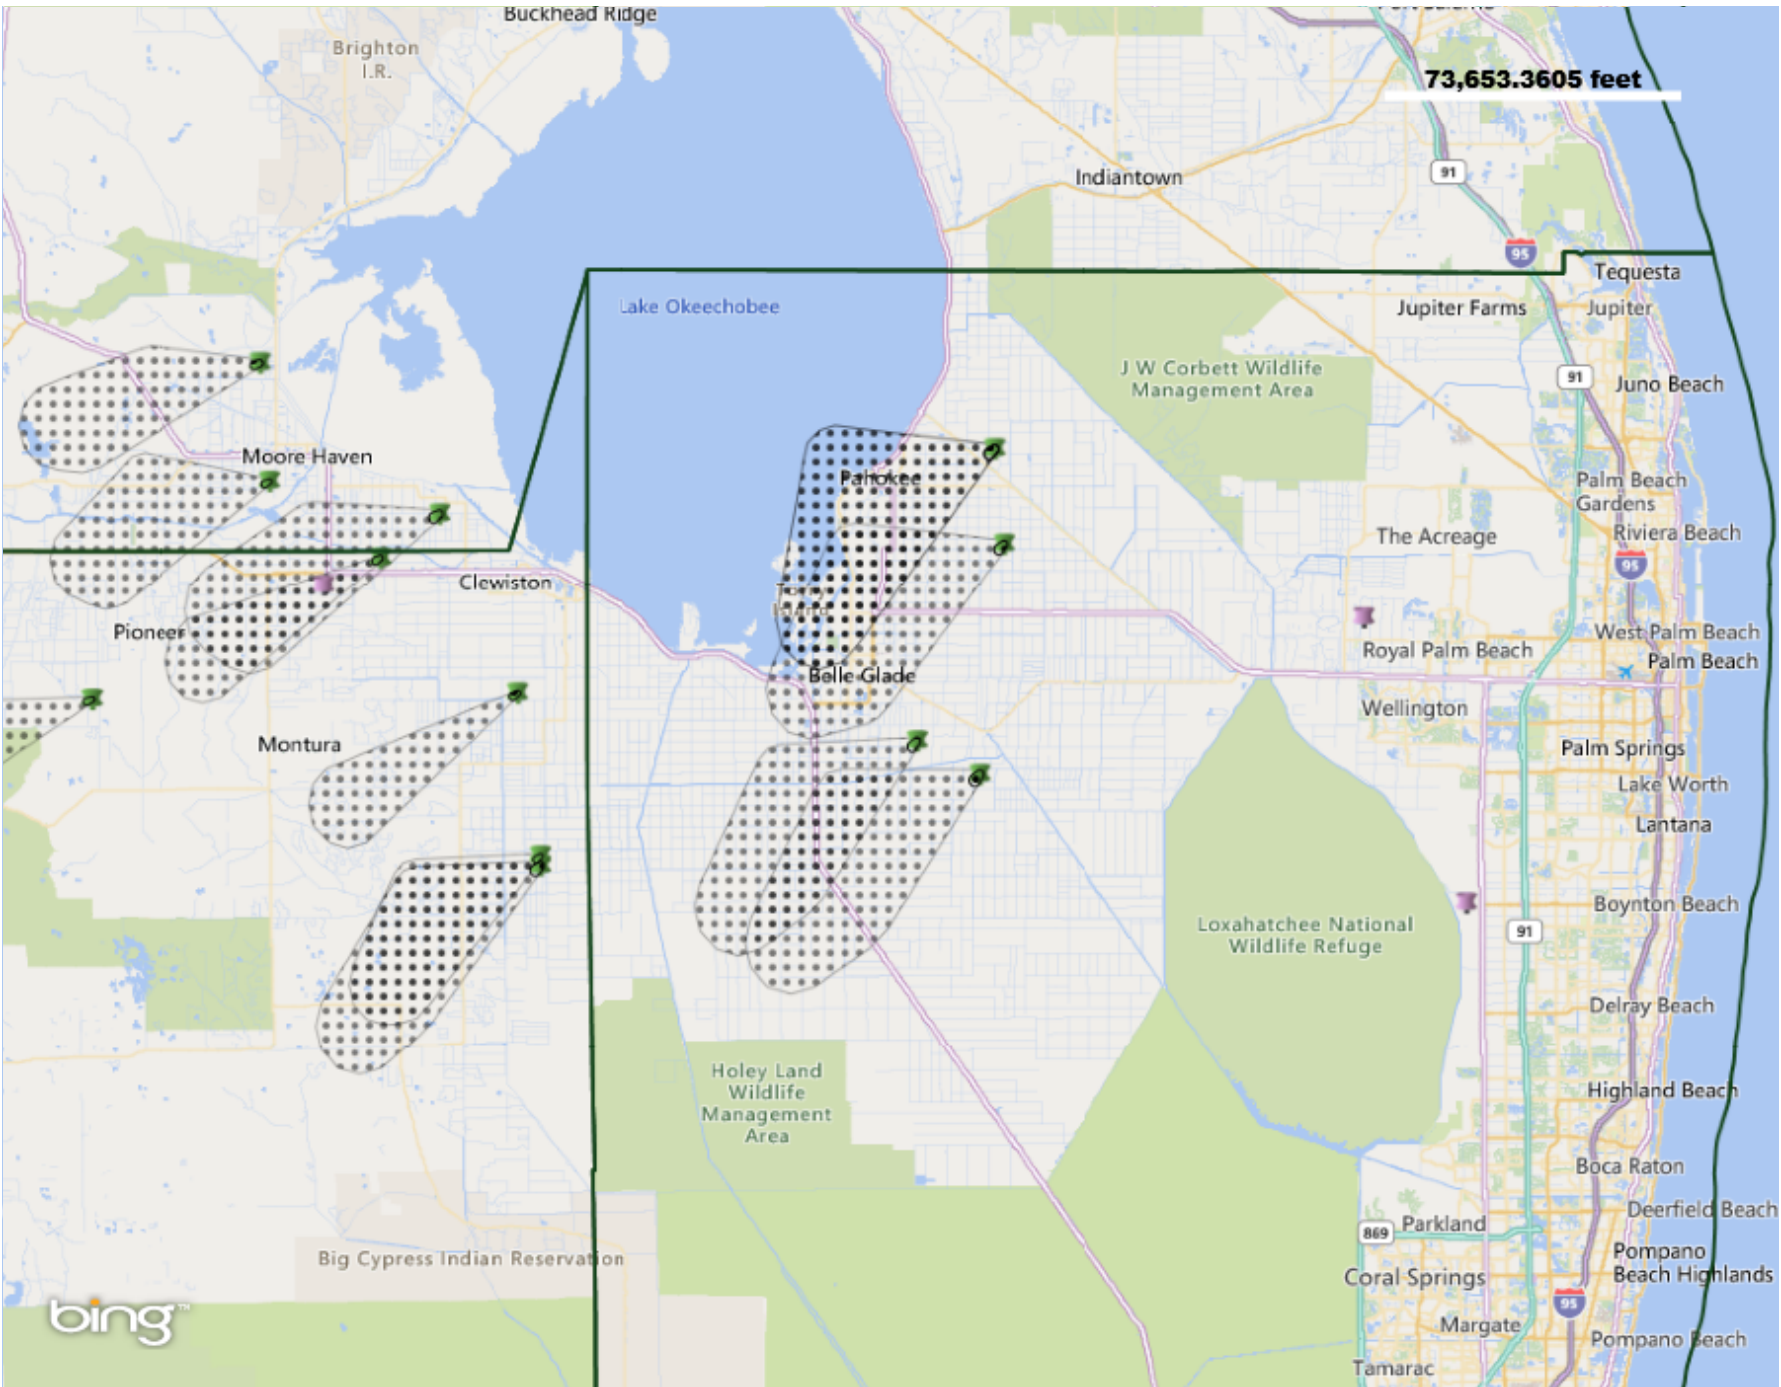 Buckhead Ridge
Brighton
I.R.
73,653.3605 feet
Indiantown
91
95
Tequesta
Lake Okeechobee
Jupiter Farms
Jupiter
J W Corbett Wildlife
Management Area
91
Juno Beach
Moore Haven
Pahokee
Palm Beach
Gardens
The Acreage
Riviera Beach
95
Clewiston
Torry
Island
Pioneer
West Palm Beach
Royal Palm Beach
Palm Beach
Belle Glade
Wellington
Montura
Palm Springs
Lake Worth
Lantana
Boynton Beach
Loxahatchee National
Wildlife Refuge
91
Delray Beach
Holey Land
Wildlife
Management
Area
Highland Beach
Boca Raton
Deerfield Beach
869
Parkland
Big Cypress Indian Reservation
Pompano
Beach Highlands
Coral Springs
95
bing™
Margate
Pompano Beach
Tamarac